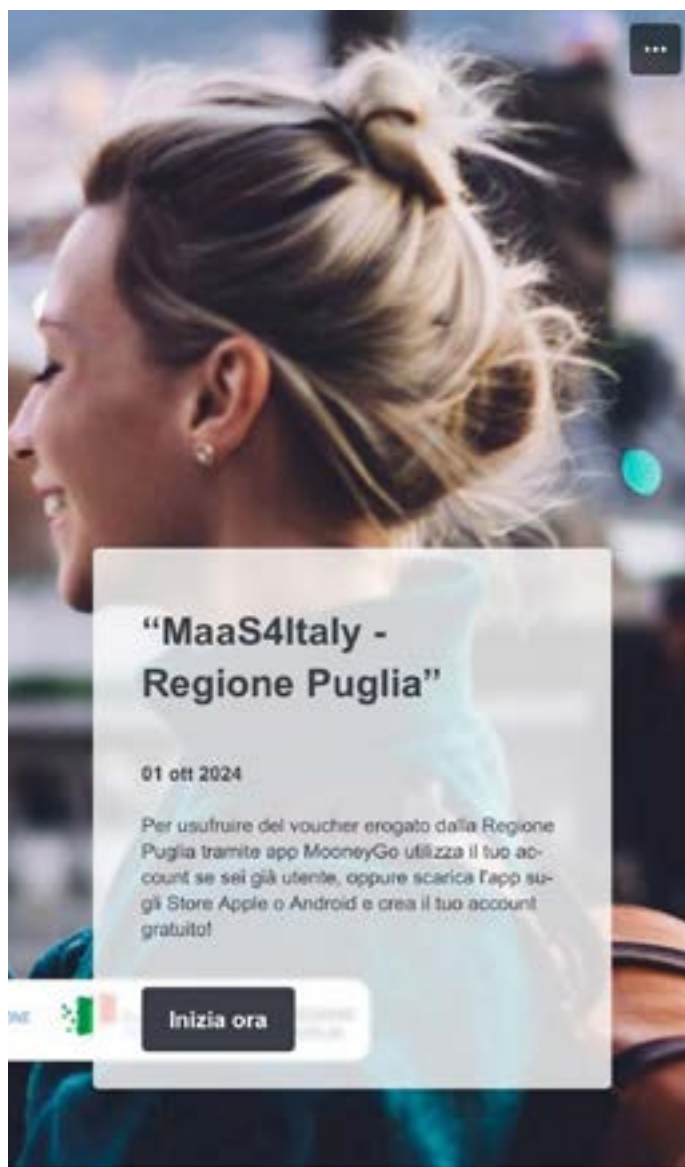 ...
“MaaS4Italy -
Regione Puglia”
01 ott 2024
Per usufruire del voucher erogato dalla Regione
Puglia tramite app MooneyGo utilizza il tuo ac-
count se sei già utente, oppure scarica l'app su-
gli Store Apple o Android e crea il tuo account
gratuito!
Inizia ora